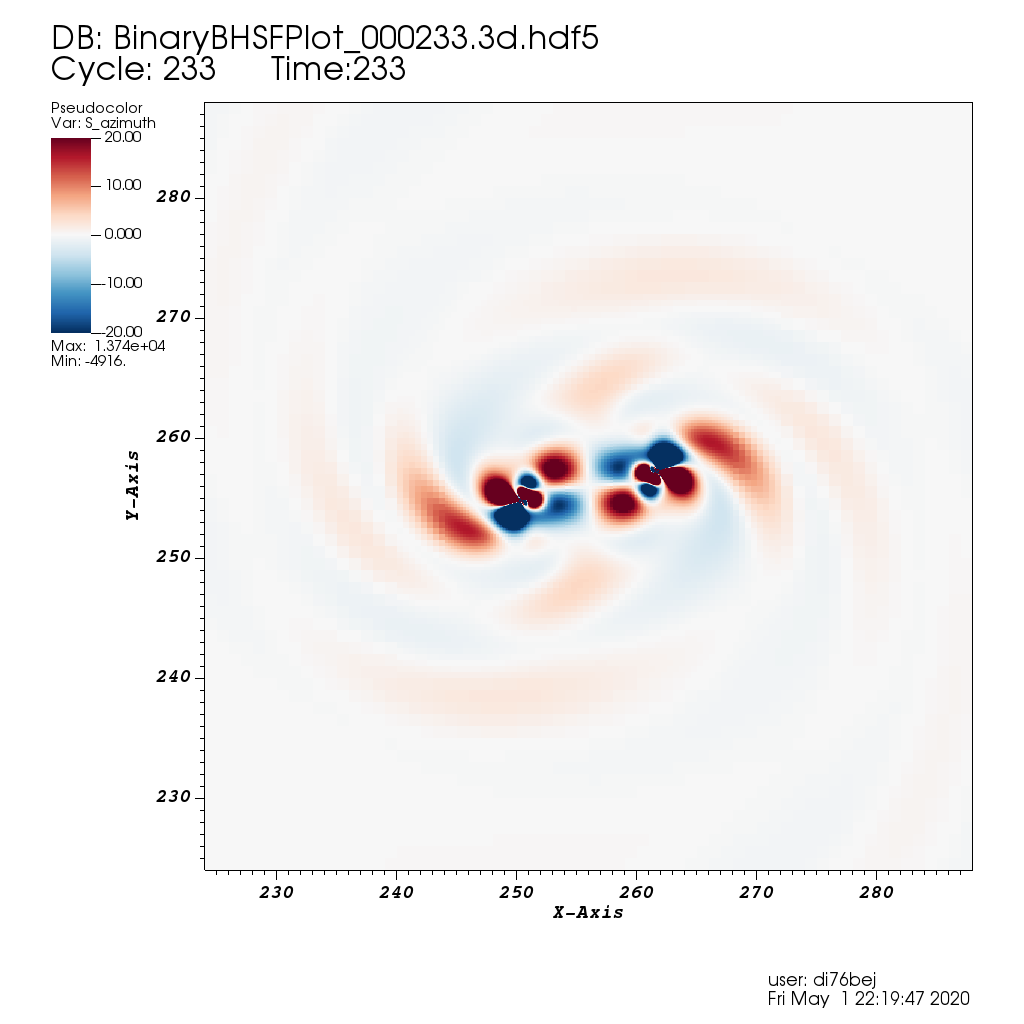 DB: BinaryBHSFPlot_000233.3d.hdf5
Cycle: 233 Time:233
Pseudocolor
Var: S_azimuth
20.00
10.00
0.000
-10.00
-20.00
Max: 1.374e+04
Min: -4916.
280
270
260
250
240
230
Y-Axis
230 240 250 260 270 280
X-Axis
user: di76bej
Fri May 1 22:19:47 2020